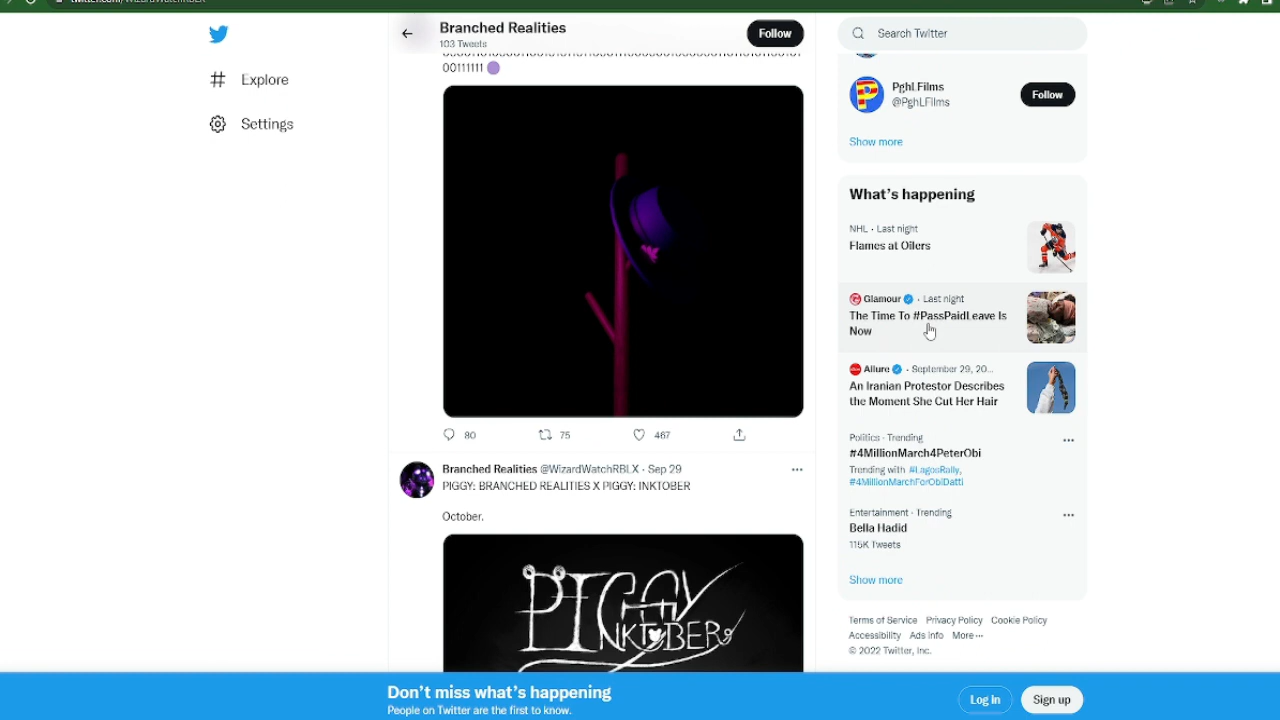 Explore
Settings
Branched Realities
103 Tweets
Follow
00111111
80
75
467
Branched Realities @WizardWatchRBLX · Sep 29
PIGGY: BRANCHED REALITIES X PIGGY: INKTOBER
October.
PIGGY
INKTOBER
Search Twitter
PghLFilms
@PghLFilms
Follow
Show more
What's happening
NHL · Last night
Flames at Oilers
Glamour · Last night
The Time To #PassPaidLeave Is
Now
Allure · September 29, 20...
An Iranian Protestor Describes
the Moment She Cut Her Hair
Politics · Trending
#4MillionMarch4PeterObi
Trending with #LagosRally,
#4MillionMarchForObiDatti
Entertainment · Trending
Bella Hadid
115K Tweets
Show more
Terms of Service Privacy Policy Cookie Policy
Accessibility Ads info More ···
© 2022 Twitter, Inc.
Don't miss what's happening
People on Twitter are the first to know.
Log in
Sign up